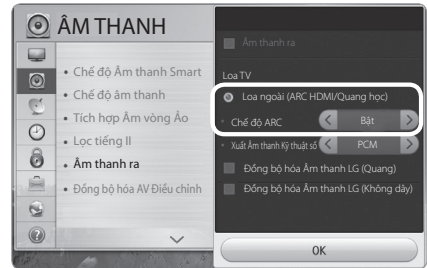 ÂM THANH
• Chế độ Âm thanh Smart
• Chế độ âm thanh
• Tích hợp Âm vòng Ảo
• Lọc tiếng II
• Âm thanh ra
• Đồng bộ hóa AV Điều chỉnh
Âm thanh ra
Loa TV
Loa ngoài (ARC HDMI/Quang học)
• Chế độ ARC < Bật >
• Xuất Âm thanh Kỹ thuật số < PCM >
Đồng bộ hóa Âm thanh LG (Quang)
Đồng bộ hóa Âm thanh LG (Không dây)
OK